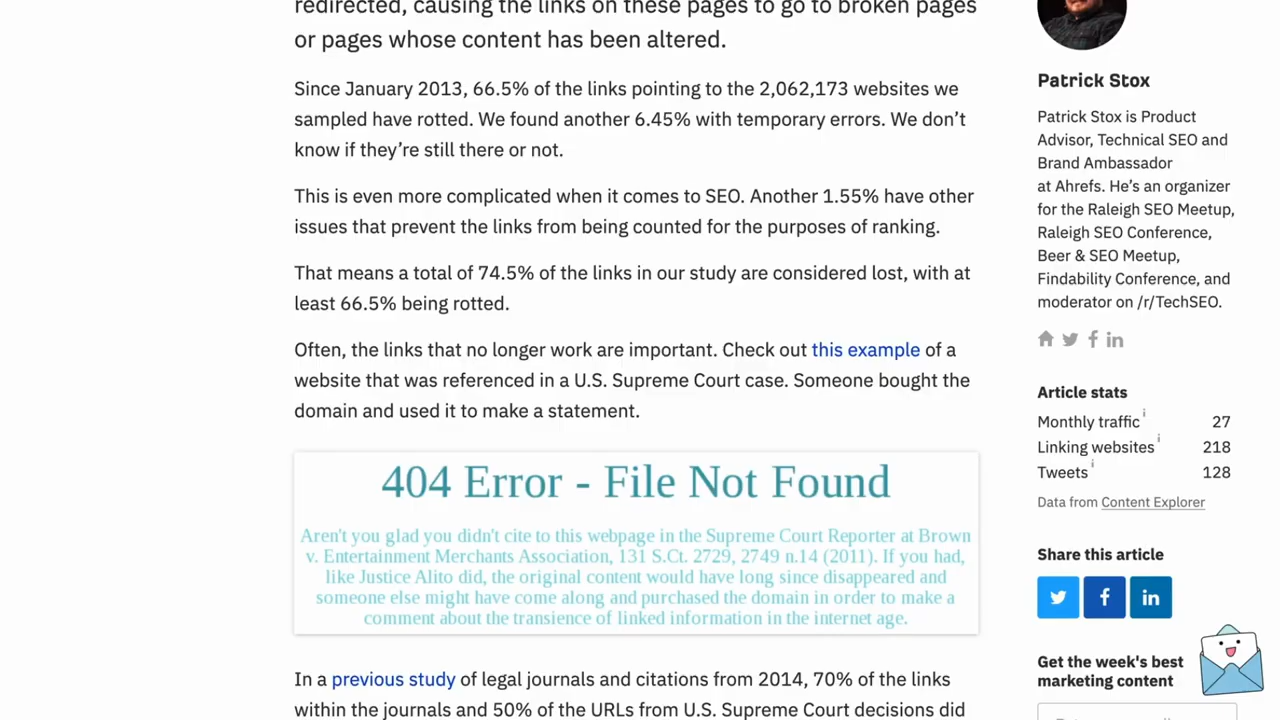 redirected, causing the links on these pages to go to broken pages
or pages whose content has been altered.
Since January 2013, 66.5% of the links pointing to the 2,062,173 websites we
sampled have rotted. We found another 6.45% with temporary errors. We don’t
know if they’re still there or not.
This is even more complicated when it comes to SEO. Another 1.55% have other
issues that prevent the links from being counted for the purposes of ranking.
That means a total of 74.5% of the links in our study are considered lost, with at
least 66.5% being rotted.
Often, the links that no longer work are important. Check out this example of a
website that was referenced in a U.S. Supreme Court case. Someone bought the
domain and used it to make a statement.
404 Error - File Not Found
Aren't you glad you didn't cite to this webpage in the Supreme Court Reporter at Brown
v. Entertainment Merchants Association, 131 S.Ct. 2729, 2749 n.14 (2011). If you had,
like Justice Alito did, the original content would have long since disappeared and
someone else might have come along and purchased the domain in order to make a
comment about the transience of linked information in the internet age.
In a previous study of legal journals and citations from 2014, 70% of the links
within the journals and 50% of the URLs from U.S. Supreme Court decisions did
Patrick Stox
Patrick Stox is Product
Advisor, Technical SEO and
Brand Ambassador
at Ahrefs. He’s an organizer
for the Raleigh SEO Meetup,
Raleigh SEO Conference,
Beer & SEO Meetup,
Findability Conference, and
moderator on /r/TechSEO.
Article stats
Monthly traffic i 27
Linking websites i 218
Tweets i 128
Data from Content Explorer
Share this article
Get the week's best
marketing content